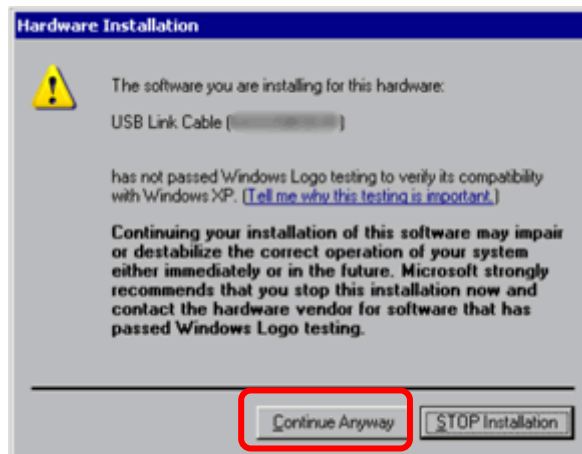 Hardware Installation
The software you are installing for this hardware:
USB Link Cable ( )
has not passed Windows Logo testing to verify its compatibility
with Windows XP. (Tell me why this testing is important.)
Continuing your installation of this software may impair
or destabilize the correct operation of your system
either immediately or in the future. Microsoft strongly
recommends that you stop this installation now and
contact the hardware vendor for software that has
passed Windows Logo testing.
Continue Anyway
STOP Installation